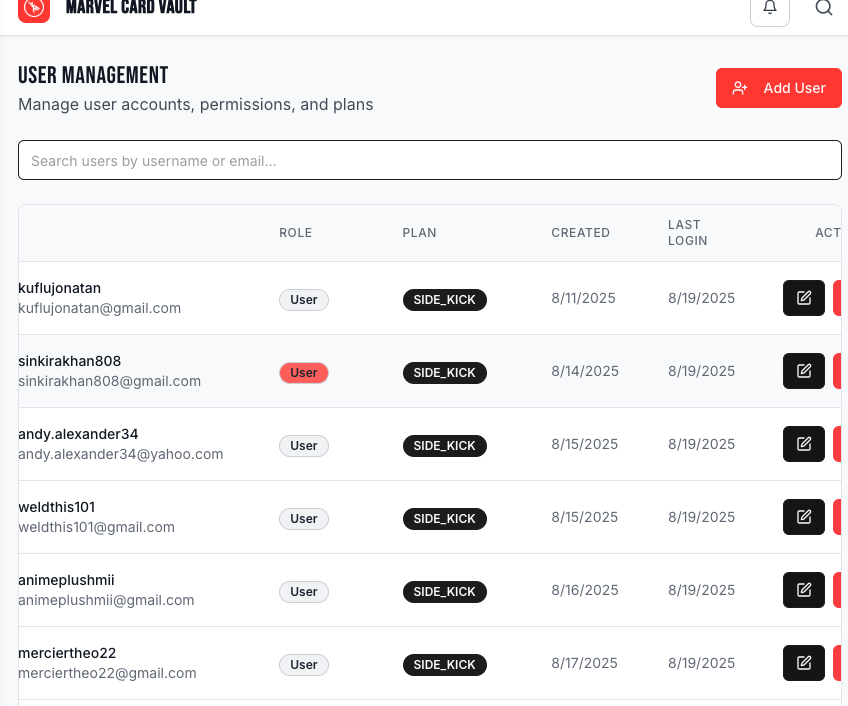 MARVEL CARD VAULT
USER MANAGEMENT
Manage user accounts, permissions, and plans
Add User
Search users by username or email...
ROLE PLAN CREATED LAST LOGIN ACT
kuflujonatan
kuflujonatan@gmail.com
User SIDE_KICK 8/11/2025 8/19/2025
sinkirakhan808
sinkirakhan808@gmail.com
User SIDE_KICK 8/14/2025 8/19/2025
andy.alexander34
andy.alexander34@yahoo.com
User SIDE_KICK 8/15/2025 8/19/2025
weldthis101
weldthis101@gmail.com
User SIDE_KICK 8/15/2025 8/19/2025
animeplushmii
animeplushmii@gmail.com
User SIDE_KICK 8/16/2025 8/19/2025
merciertheo22
merciertheo22@gmail.com
User SIDE_KICK 8/17/2025 8/19/2025